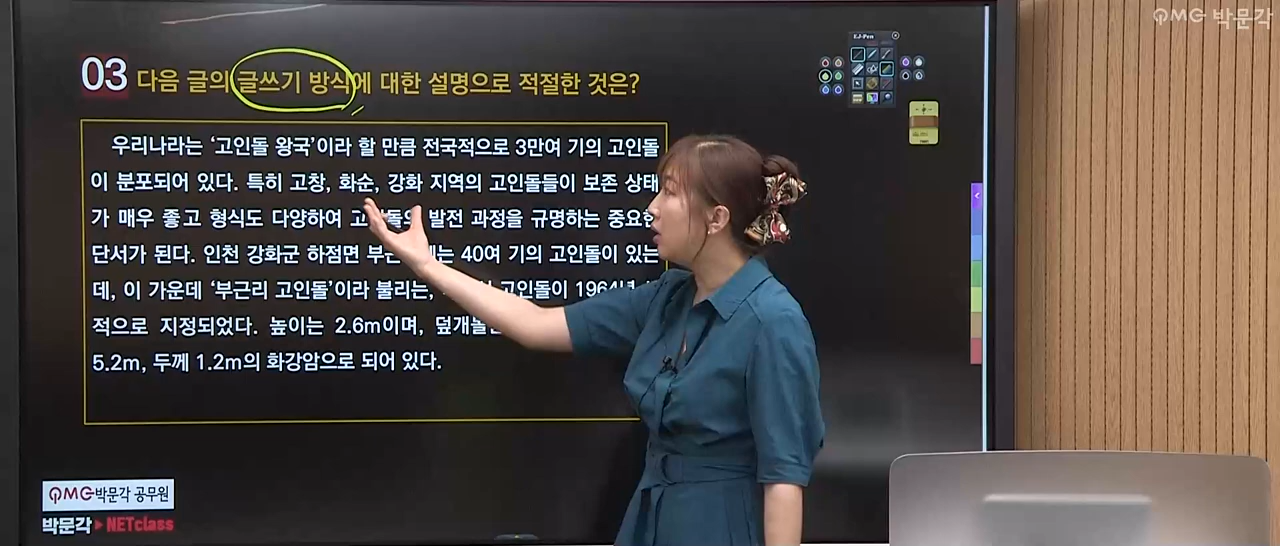 QMG 박문각
EJ-Pen
03 다음 글의 글쓰기 방식에 대한 설명으로 적절한 것은?
우리나라는 ‘고인돌 왕국’이라 할 만큼 전국적으로 3만여 기의 고인돌
이 분포되어 있다. 특히 고창, 화순, 강화 지역의 고인돌들이 보존 상태
가 매우 좋고 형식도 다양하여 발전 과정을 규명하는 중요한
단서가 된다. 인천 강화군 하점면 40여 기의 고인돌이 있는
데, 이 가운데 ‘부근리 고인돌’이라 불리는, 고인돌이 1964년
적으로 지정되었다. 높이는 2.6m이며,
5.2m, 두께 1.2m의 화강암으로 되어 있다.
QMG박문각 공무원
박문각 NETclass